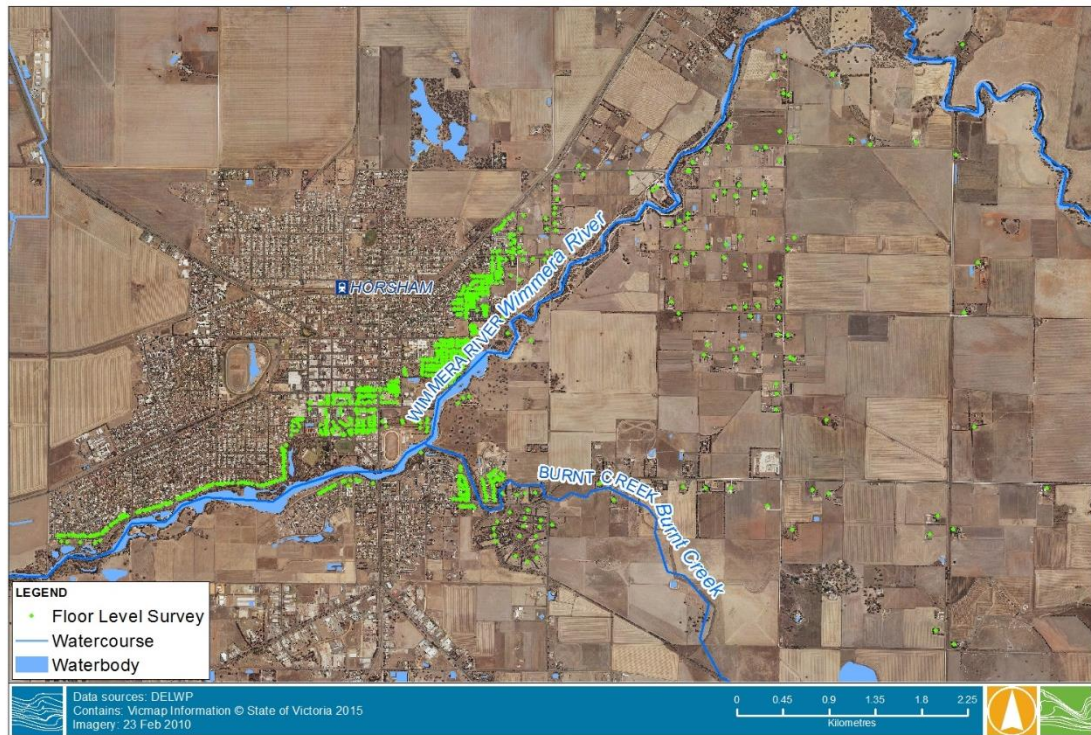 HORSHAM
WIMMERA RIVER Wimmera River
BURNT CREEK Burnt Creek
LEGEND
Floor Level Survey
Watercourse
Waterbody
Data sources: DELWP
Contains: Vicmap Information © State of Victoria 2015
Imagery: 23 Feb 2010
0 0.45 0.9 1.35 1.8 2.25
Kilometres